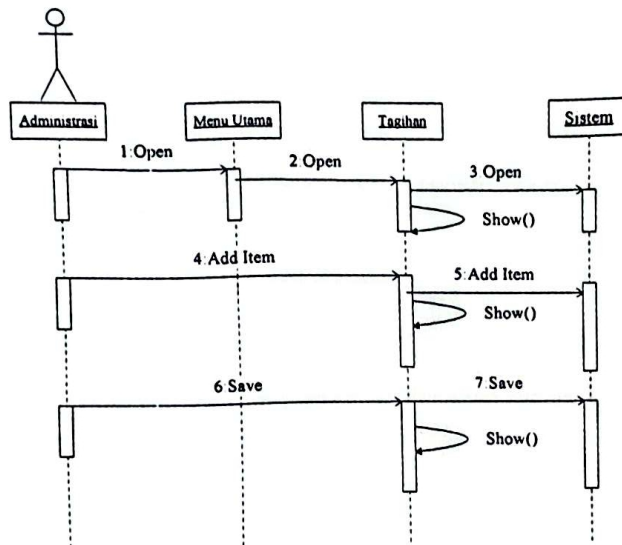 Administrasi
Menu Utama
Tagihan
Sistem
1:Open
2:Open
3 Open
Show()
4:Add Item
5:Add Item
Show()
6:Save
7:Save
Show()